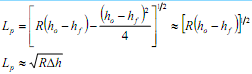 L_p = [R(h_o - h_f) - (h_o - h_f)²/4]^{1/2} ≈ [R(h_o - h_f)]^{1/2}
L_p ≈ √(RΔh)